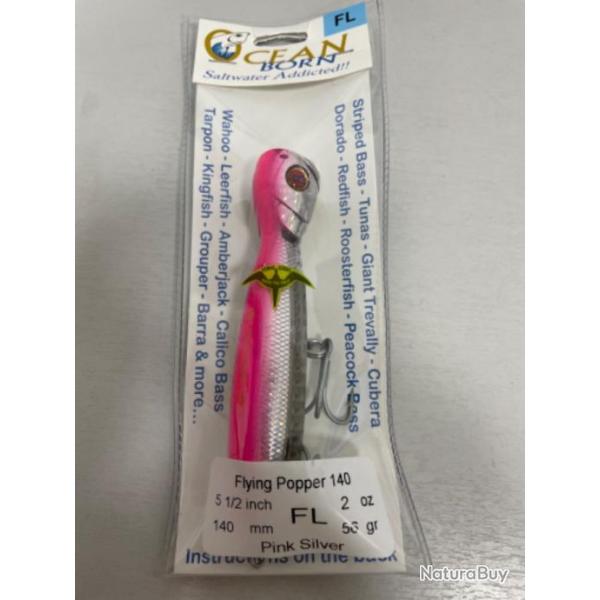 FL
OCEAN
BORN
Saltwater Addicted!!
Wahoo - Leerfish - Amberjack - Calico Bass
Tarpon - Kingfish - Grouper - Barra & more...
Striped Bass - Tunas - Giant Trevally - Cubera
Dorado - Redfish - Roosterfish - Peacock Bass
Flying Popper 140
5 1/2 inch FL 2 oz
140 mm 56 gr
Pink Silver
Instructions on the back
NaturaBuy